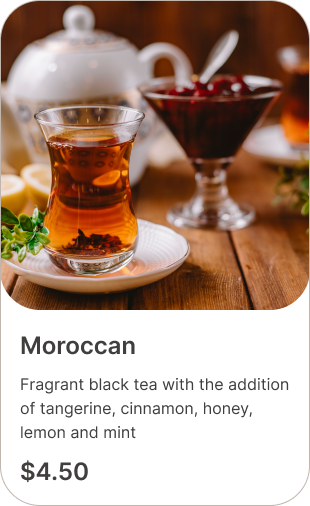 Moroccan
Fragrant black tea with the addition
of tangerine, cinnamon, honey,
lemon and mint
$4.50